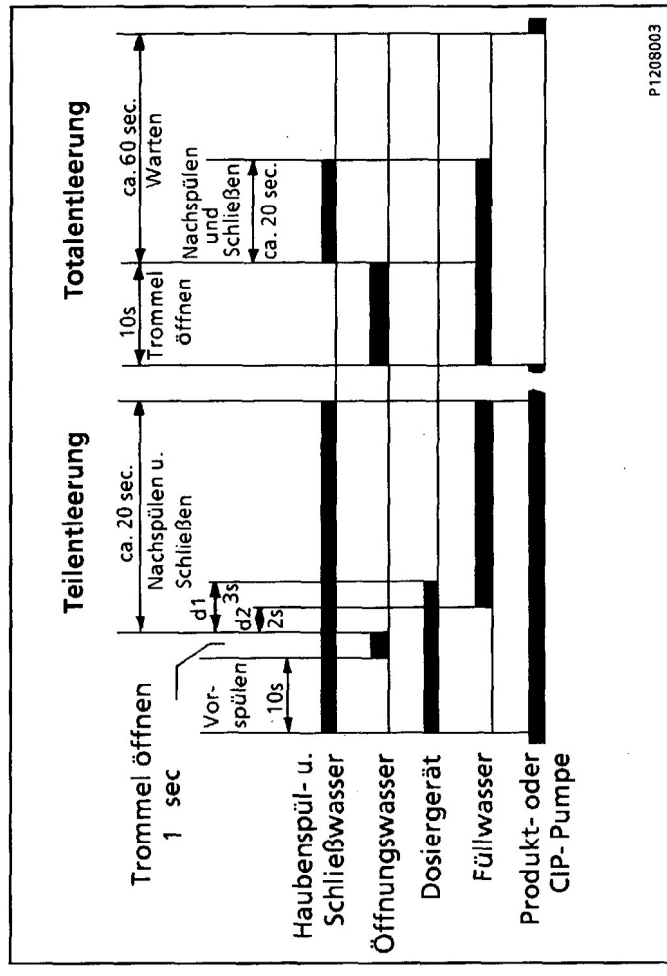 Teilentleerung
Totalentleerung
Trommel öffnen
1 sec
ca. 20 sec.
Nachspülen u.
Schließen
d1
3s
d2
2s
Vor-
spülen
10s
10s
Trommel
öffnen
ca. 60 sec.
Warten
Nachspülen
und
Schließen
ca. 20 sec.
Haubenspül- u.
Schließwasser
Öffnungswasser
Dosiergerät
Füllwasser
Produkt- oder
CIP- Pumpe
P1208003